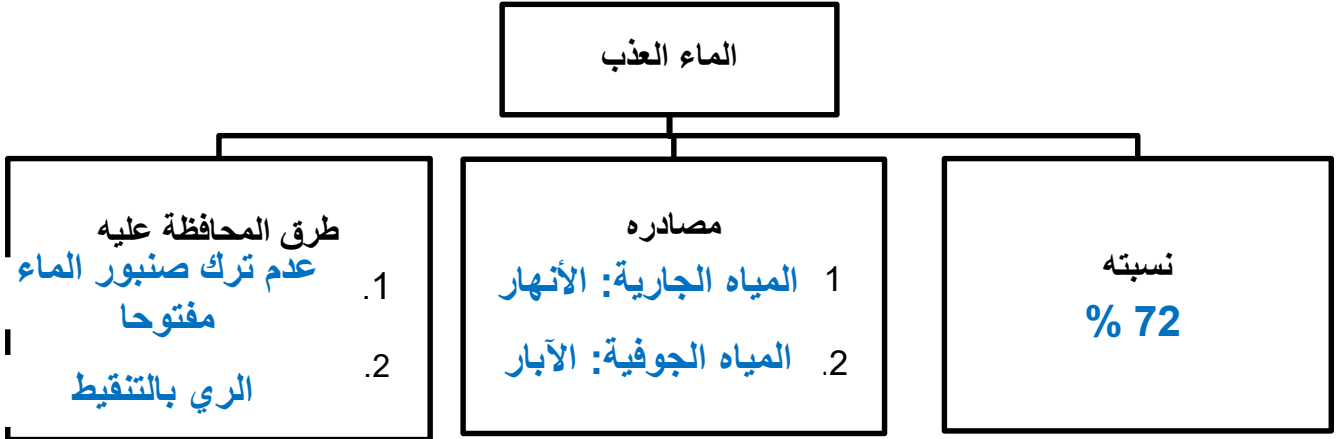 الماء العذب
نسبته
% 72
مصادره
1 المياه الجارية: الأنهار
2. المياه الجوفية: الآبار
طرق المحافظة عليه
1. عدم ترك صنبور الماء
مفتوحا
2.
الري بالتنقيط